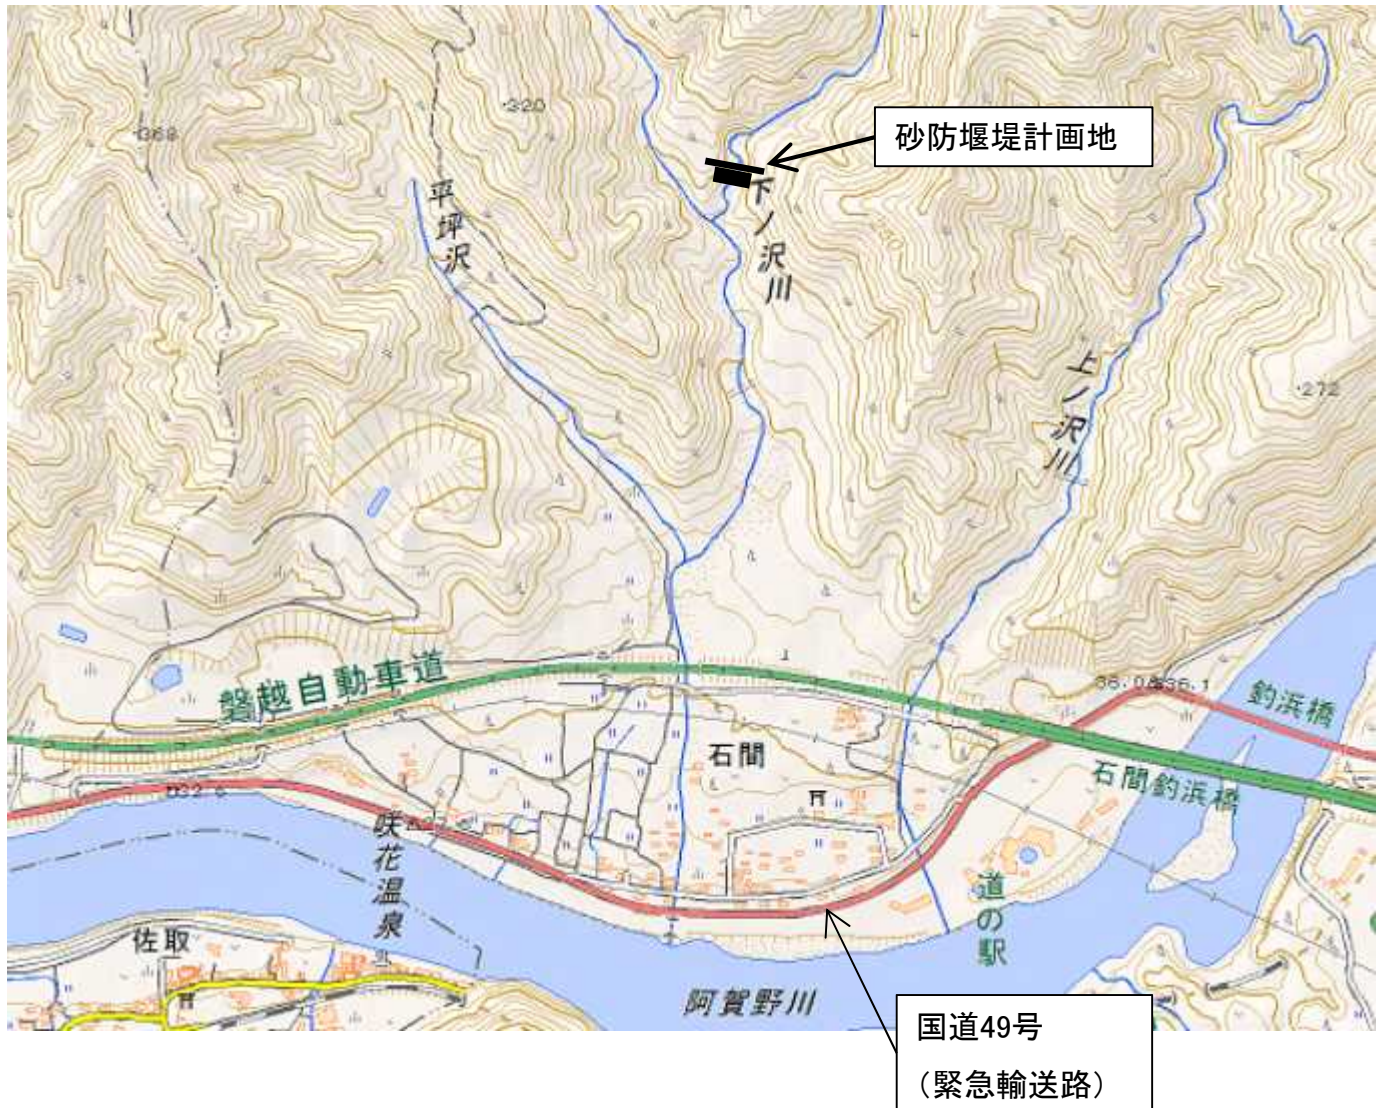 ・320
・368
砂防堰堤計画地
平坪沢
下ノ沢川
上ノ沢川
・272
磐越自動車道
36.1
釣浜橋
石間
石間釣浜橋
咲花温泉
道の駅
佐取
阿賀野川
国道49号
（緊急輸送路）